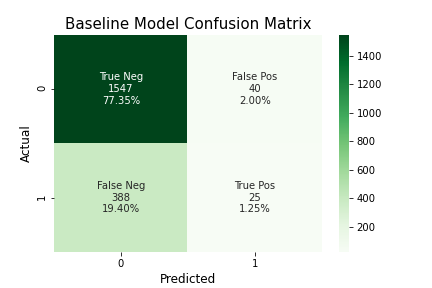 Baseline Model Confusion Matrix
True Neg
1547
77.35%
False Pos
40
2.00%
False Neg
388
19.40%
True Pos
25
1.25%
0
1
Actual
0
1
Predicted
1400
1200
1000
800
600
400
200